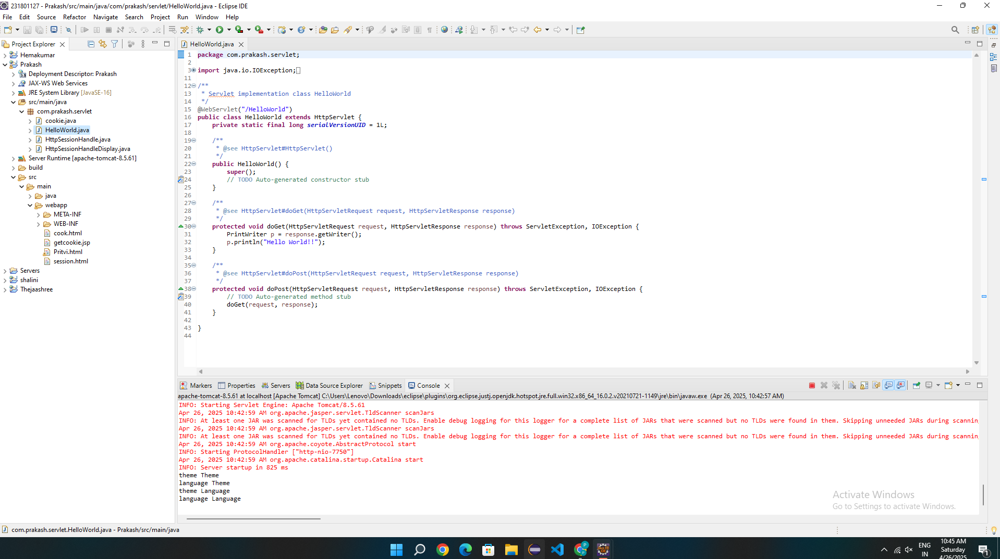 231801127 - Prakash/src/main/java/com/prakash/servlet/HelloWorld.java - Eclipse IDE
File Edit Source Refactor Navigate Search Project Run Window Help
Project Explorer
Hemakumar
Prakash
Deployment Descriptor: Prakash
JAX-WS Web Services
JRE System Library [JavaSE-16]
src/main/java
com.prakash.servlet
cookie.java
HelloWorld.java
HttpSessionHandle.java
HttpSessionHandleDisplay.java
Server Runtime [apache-tomcat-8.5.61]
build
src
main
java
webapp
META-INF
WEB-INF
cook.html
getcookie.jsp
Pritvi.html
session.html
Servers
shalini
Thejaashree
HelloWorld.java
1 package com.prakash.servlet;
2
3 import java.io.IOException;
11
12 /**
13 * Servlet implementation class HelloWorld
14 */
15 @WebServlet("/HelloWorld")
16 public class HelloWorld extends HttpServlet {
17 private static final long serialVersionUID = 1L;
18
19 /**
20 * @see HttpServlet#HttpServlet()
21 */
22 public HelloWorld() {
23 super();
24 // TODO Auto-generated constructor stub
25 }
26
27 /**
28 * @see HttpServlet#doGet(HttpServletRequest request, HttpServletResponse response)
29 */
30 protected void doGet(HttpServletRequest request, HttpServletResponse response) throws ServletException, IOException {
31 PrintWriter p = response.getWriter();
32 p.println("Hello World!!");
33 }
34
35 /**
36 * @see HttpServlet#doPost(HttpServletRequest request, HttpServletResponse response)
37 */
38 protected void doPost(HttpServletRequest request, HttpServletResponse response) throws ServletException, IOException {
39 // TODO Auto-generated method stub
40 doGet(request, response);
41 }
42
43 }
44
Markers Properties Servers Data Source Explorer Snippets Console
apache-tomcat-8.5.61 at localhost [Apache Tomcat] C:\Users\Lenovo\Downloads\eclipse\plugins\org.eclipse.justj.openjdk.hotspot.jre.full.win32.x86_64_16.0.2.v20210721-1149\jre\bin\javaw.exe (Apr 26, 2025, 10:42:57 AM)
INFO: Starting Servlet Engine: Apache Tomcat/8.5.61
Apr 26, 2025 10:42:59 AM org.apache.jasper.servlet.TldScanner scanJars
INFO: At least one JAR was scanned for TLDs yet contained no TLDs. Enable debug logging for this logger for a complete list of JARs that were scanned but no TLDs were found in them. Skipping unneeded JARs during scannin
Apr 26, 2025 10:42:59 AM org.apache.jasper.servlet.TldScanner scanJars
INFO: At least one JAR was scanned for TLDs yet contained no TLDs. Enable debug logging for this logger for a complete list of JARs that were scanned but no TLDs were found in them. Skipping unneeded JARs during scannin
Apr 26, 2025 10:42:59 AM org.apache.coyote.AbstractProtocol start
INFO: Starting ProtocolHandler ["http-nio-7750"]
Apr 26, 2025 10:42:59 AM org.apache.catalina.startup.Catalina start
INFO: Server startup in 825 ms
theme Theme
language Theme
theme Language
language Language
Activate Windows
Go to Settings to activate Windows.
com.prakash.servlet.HelloWorld.java - Prakash/src/main/java
ENG
IN
10:45 AM
Saturday
4/26/2025
1